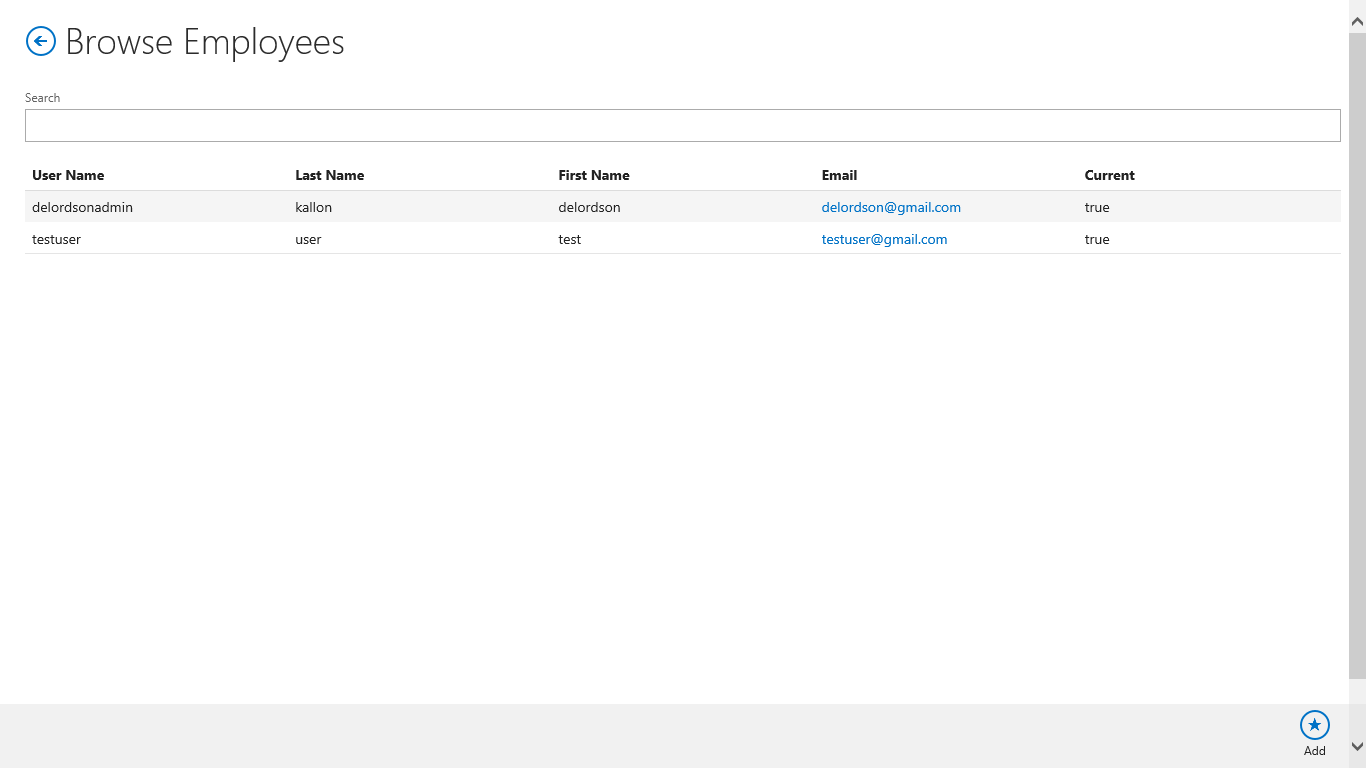 Browse Employees
Search
User Name Last Name First Name Email Current
delordsonadmin kallon delordson delordson@gmail.com true
testuser user test testuser@gmail.com true
Add